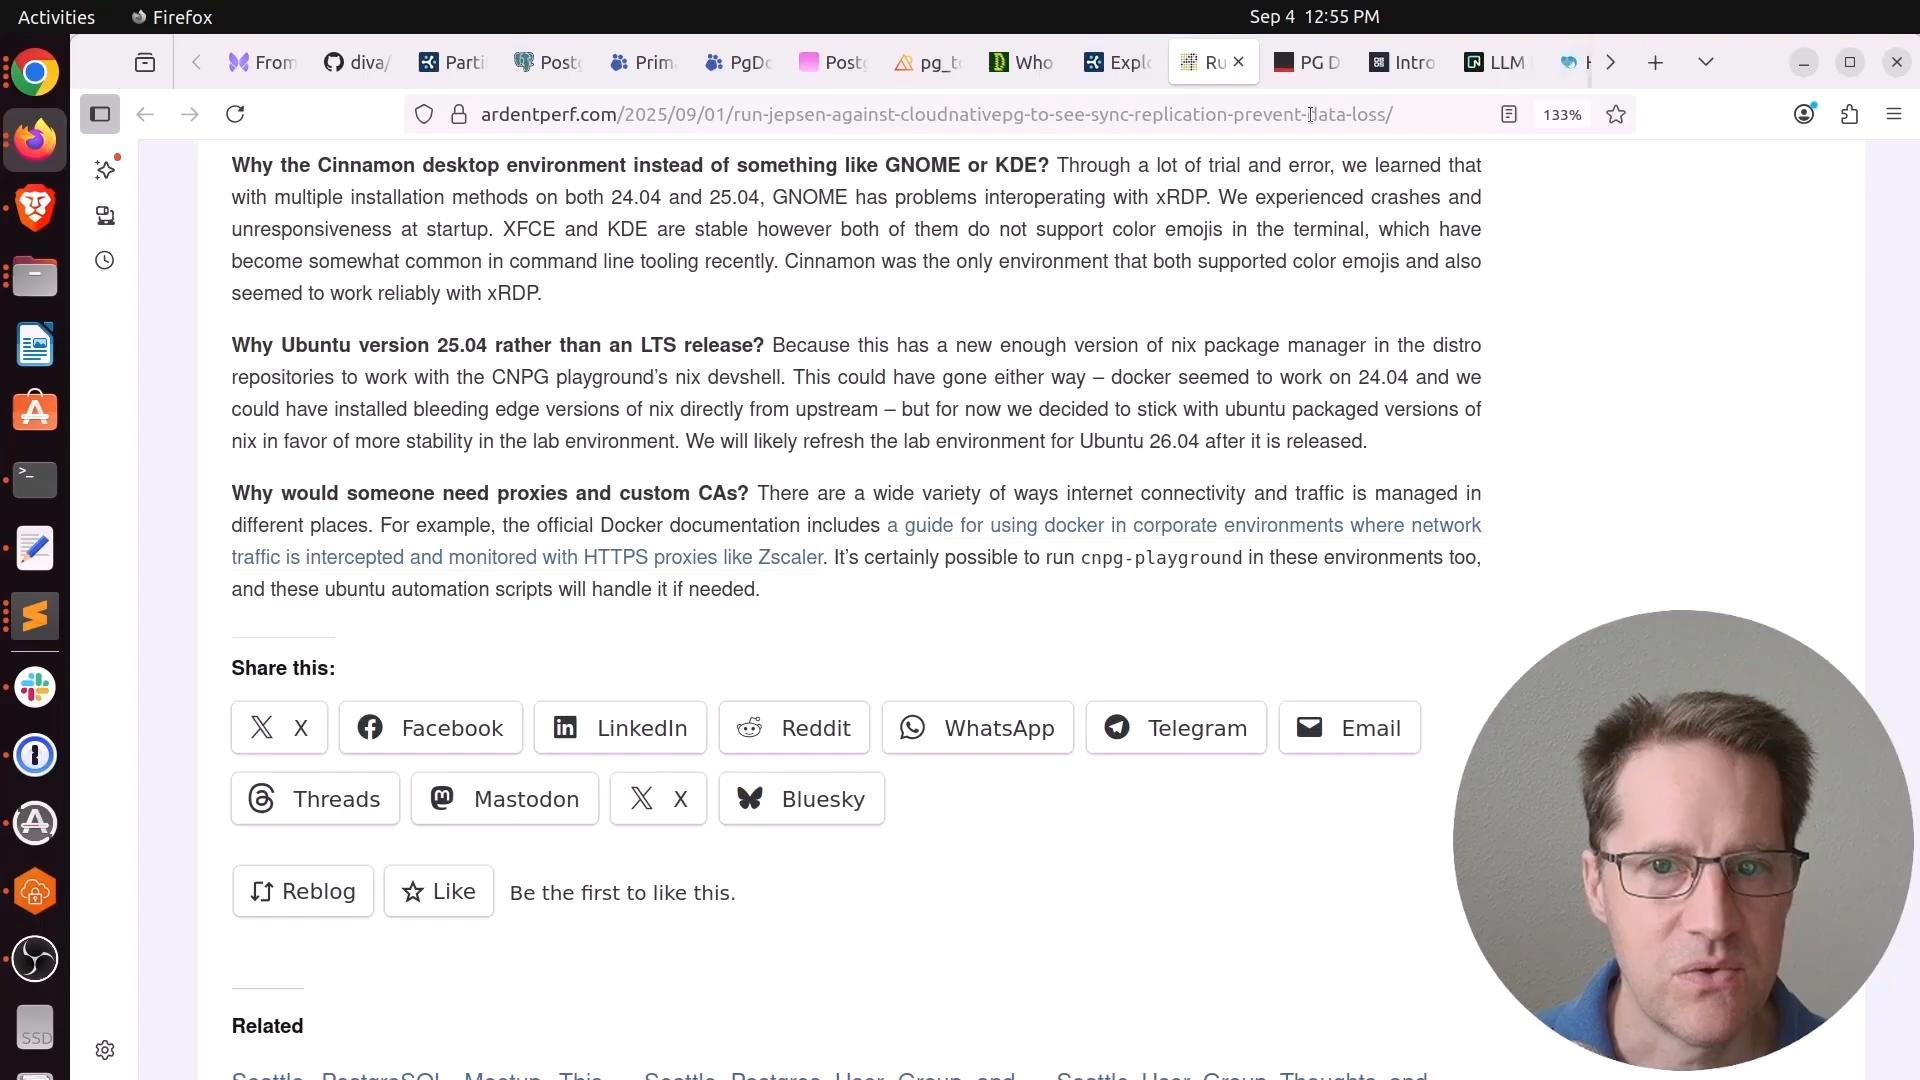 Activities Firefox Sep 4 12:55 PM
From diva/ Parti Post Prim PgDo Post pg_t Who Explo Ru PG D Intro LLM
ardentperf.com/2025/09/01/run-jepsen-against-cloudnativepg-to-see-sync-replication-prevent-data-loss/ 133%
Why the Cinnamon desktop environment instead of something like GNOME or KDE? Through a lot of trial and error, we learned that
with multiple installation methods on both 24.04 and 25.04, GNOME has problems interoperating with xRDP. We experienced crashes and
unresponsiveness at startup. XFCE and KDE are stable however both of them do not support color emojis in the terminal, which have
become somewhat common in command line tooling recently. Cinnamon was the only environment that both supported color emojis and also
seemed to work reliably with xRDP.
Why Ubuntu version 25.04 rather than an LTS release? Because this has a new enough version of nix package manager in the distro
repositories to work with the CNPG playground’s nix devshell. This could have gone either way – docker seemed to work on 24.04 and we
could have installed bleeding edge versions of nix directly from upstream – but for now we decided to stick with ubuntu packaged versions of
nix in favor of more stability in the lab environment. We will likely refresh the lab environment for Ubuntu 26.04 after it is released.
Why would someone need proxies and custom CAs? There are a wide variety of ways internet connectivity and traffic is managed in
different places. For example, the official Docker documentation includes a guide for using docker in corporate environments where network
traffic is intercepted and monitored with HTTPS proxies like Zscaler. It’s certainly possible to run cnpg-playground in these environments too,
and these ubuntu automation scripts will handle it if needed.
Share this:
X Facebook LinkedIn Reddit WhatsApp Telegram Email
Threads Mastodon X Bluesky
Reblog Like Be the first to like this.
Related
Seattle PostgreSQL Meetup This Seattle Postgres User Group and Seattle User Group Thoughts and
SSD